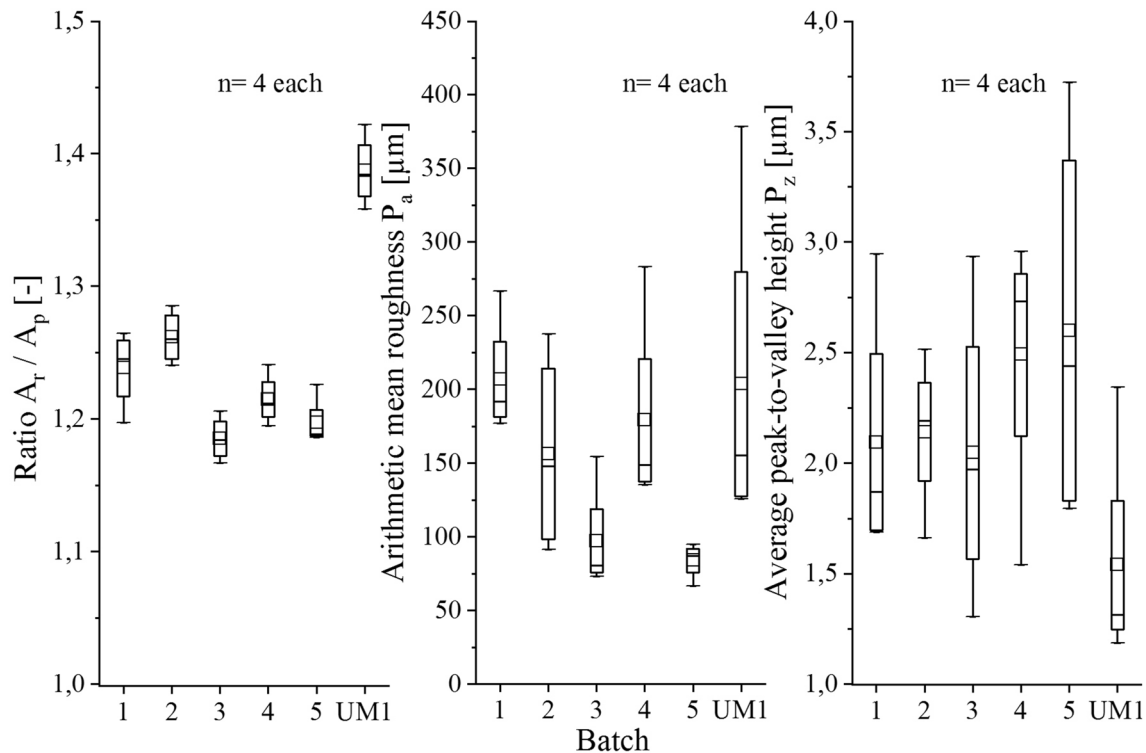 Ratio A_r / A_p [-]
1,5
1,4
1,3
1,2
1,1
1,0
n= 4 each
1 2 3 4 5 UM1
Arithmetic mean roughness P_a [µm]
450
400
350
300
250
200
150
100
50
0
n= 4 each
1 2 3 4 5 UM1
Average peak-to-valley height P_z [µm]
4,0
3,5
3,0
2,5
2,0
1,5
1,0
n= 4 each
1 2 3 4 5 UM1
Batch